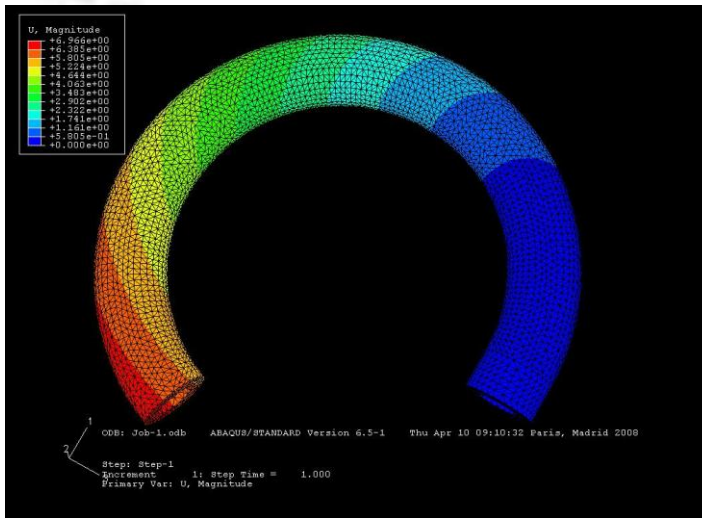 U, Magnitude
+6.966e+00
+6.385e+00
+5.805e+00
+5.224e+00
+4.644e+00
+4.063e+00
+3.483e+00
+2.902e+00
+2.322e+00
+1.741e+00
+1.161e+00
+5.805e-01
+0.000e+00
1
2
3
ODB: Job-1.odb ABAQUS/STANDARD Version 6.5-1 Thu Apr 10 09:10:32 Paris, Madrid 2008
Step: Step-1
Increment 1: Step Time = 1.000
Primary Var: U, Magnitude